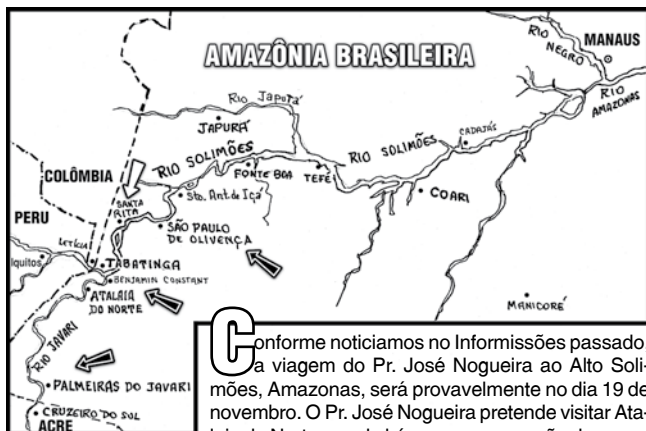 AMAZÔNIA BRASILEIRA
MANAUS
RIO NEGRO
RIO AMAZONAS
RIO Japurá
JAPURÁ
RIO SOLIMÕES
RIO SOLIMÕES
CADAJÁS
COLÔMBIA
FONTE BOA
TEFÉ
COARI
Sto. Ant. de Içá
SANTA RITA
PERU
SÃO PAULO
DE OLIVENÇA
LETÍCIA
Iquitos
TABATINGA
BENJAMIN CONSTANT
ATALAIA
DO NORTE
MANICORÉ
RIO JAVARI
PALMEIRAS DO JAVARI
CRUZEIRO DO SUL
ACRE
Conforme noticiamos no Informissões passado,
a viagem do Pr. José Nogueira ao Alto Soli-
mões, Amazonas, será provavelmente no dia 19 de
novembro. O Pr. José Nogueira pretende visitar Ata-